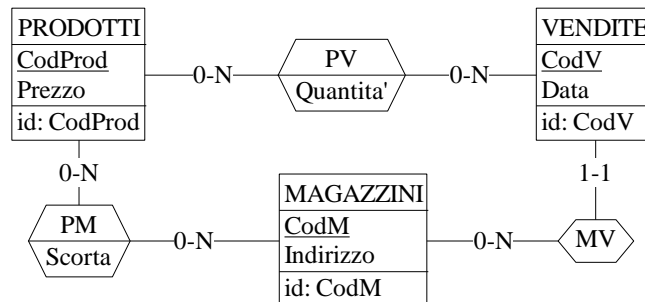 PRODOTTI
CodProd
Prezzo
id: CodProd
0-N
PV
Quantita'
0-N
VENDITE
CodV
Data
id: CodV
0-N
1-1
PM
Scorta
0-N
MAGAZZINI
CodM
Indirizzo
id: CodM
0-N
MV